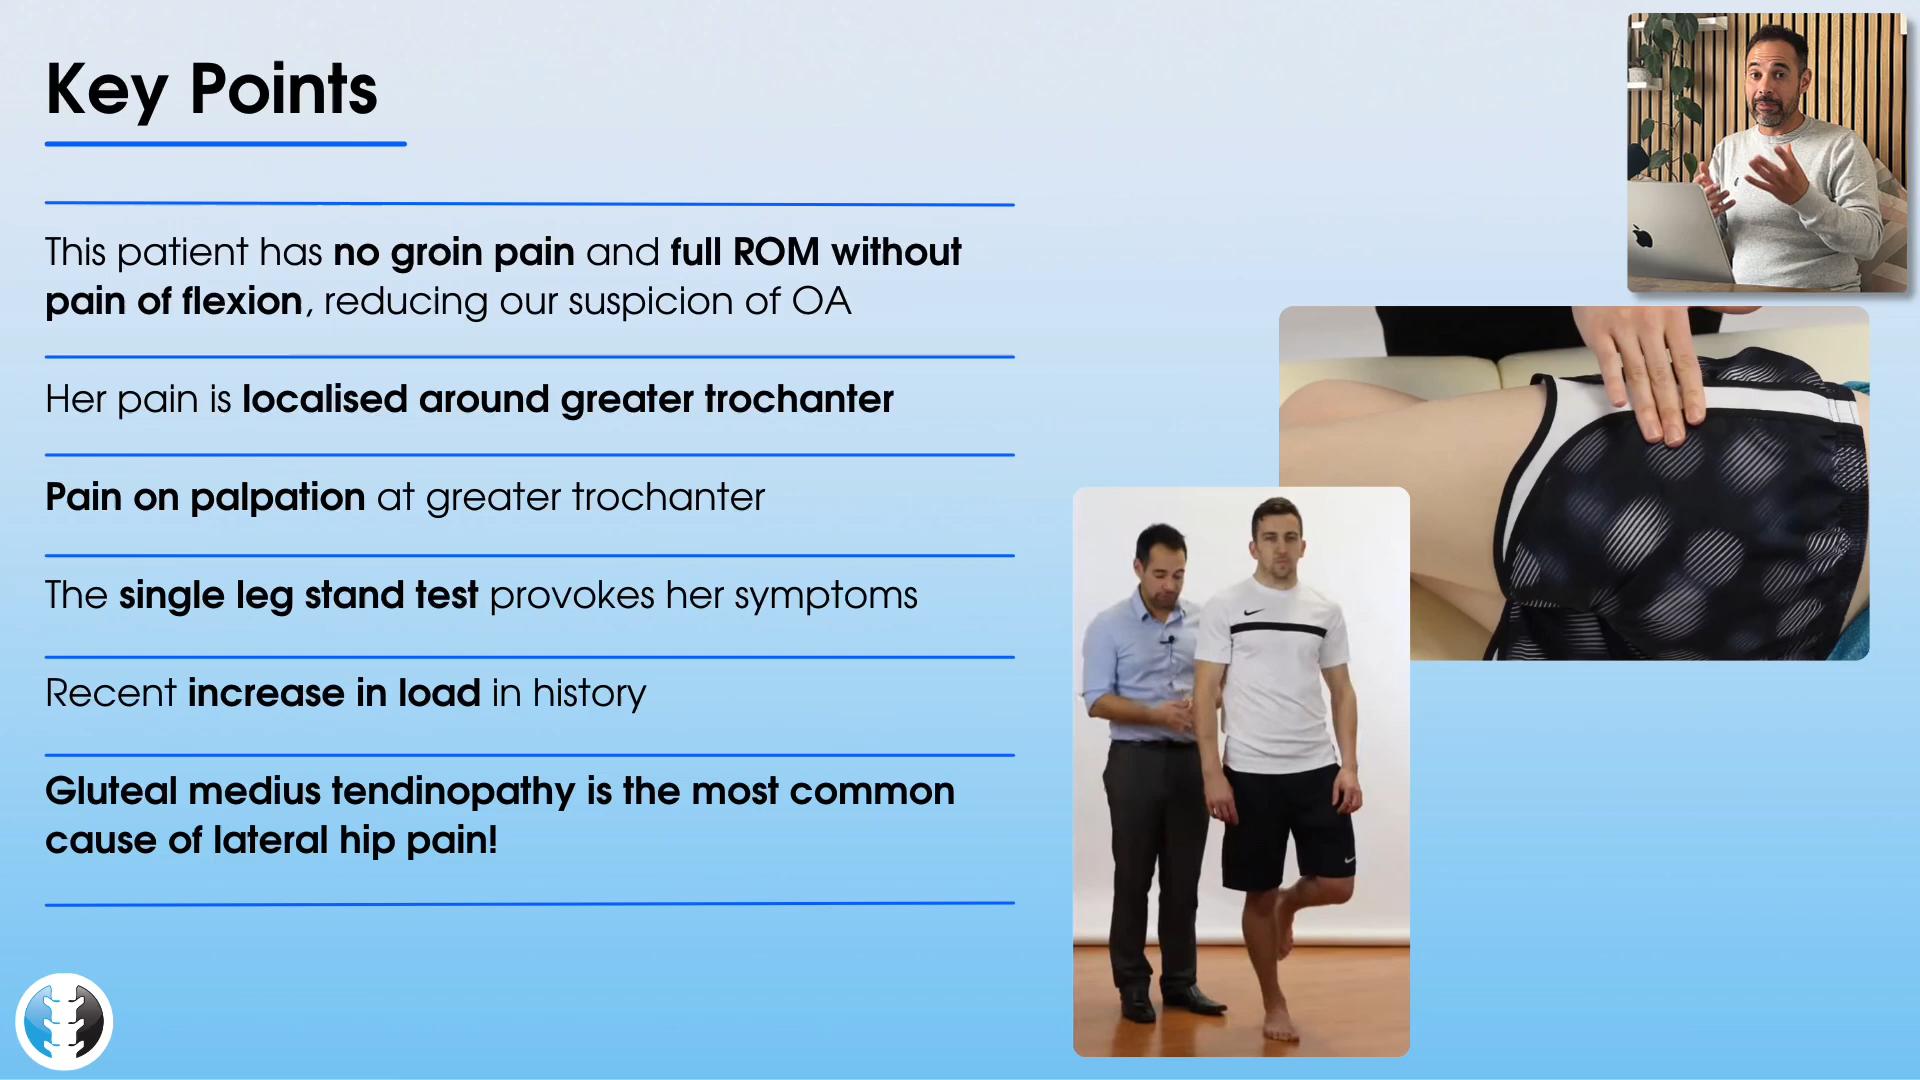 Key Points
This patient has no groin pain and full ROM without
pain of flexion, reducing our suspicion of OA
Her pain is localised around greater trochanter
Pain on palpation at greater trochanter
The single leg stand test provokes her symptoms
Recent increase in load in history
Gluteal medius tendinopathy is the most common
cause of lateral hip pain!